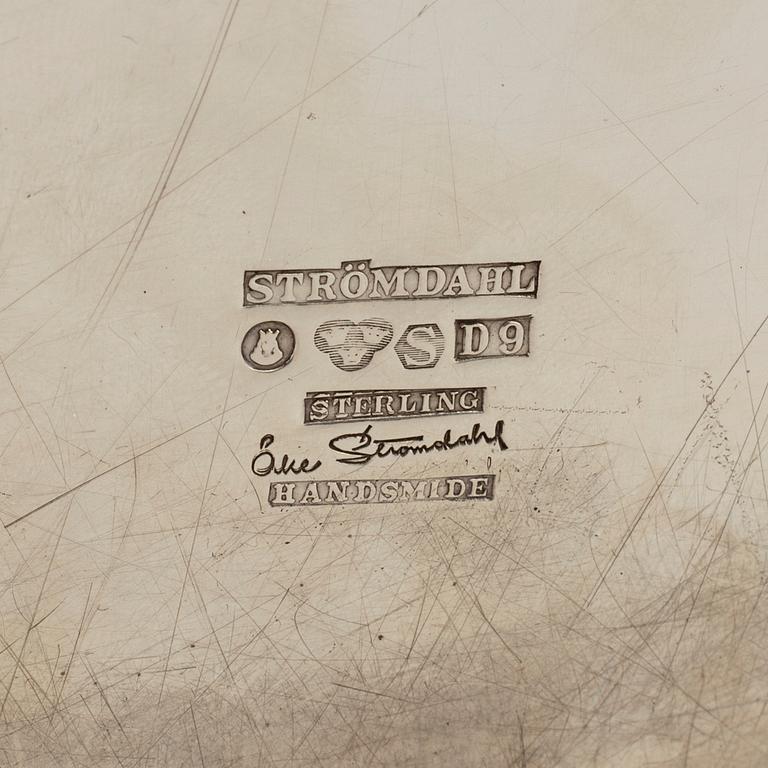 STRÖMDAHL
S D9
STERLING
Åke Strömdahl
HANDSMIDE